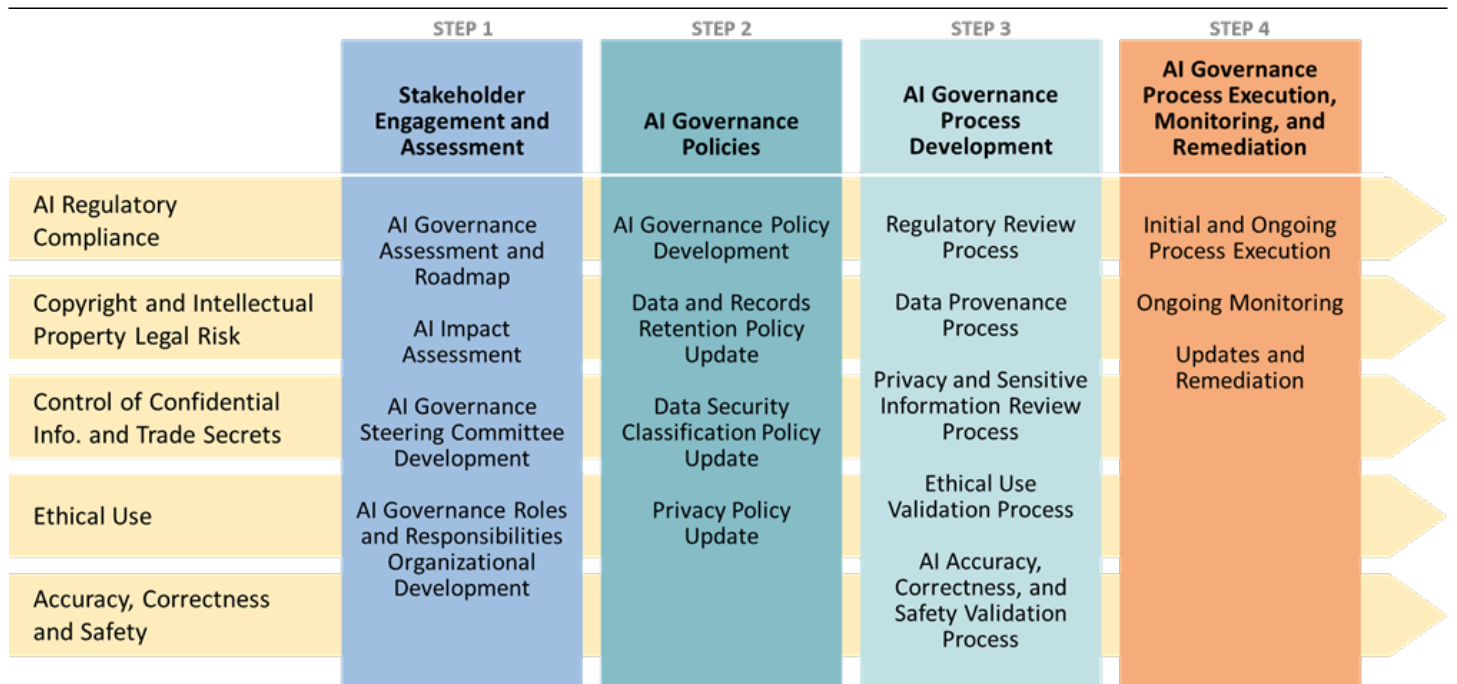 STEP 1
STEP 2
STEP 3
STEP 4
Stakeholder
Engagement and
Assessment
AI Governance
Policies
AI Governance
Process
Development
AI Governance
Process Execution,
Monitoring, and
Remediation
AI Regulatory
Compliance
Copyright and Intellectual
Property Legal Risk
Control of Confidential
Info. and Trade Secrets
Ethical Use
Accuracy, Correctness
and Safety
AI Governance
Assessment and
Roadmap
AI Impact
Assessment
AI Governance
Steering Committee
Development
AI Governance Roles
and Responsibilities
Organizational
Development
AI Governance Policy
Development
Data and Records
Retention Policy
Update
Data Security
Classification Policy
Update
Privacy Policy
Update
Regulatory Review
Process
Data Provenance
Process
Privacy and Sensitive
Information Review
Process
Ethical Use
Validation Process
AI Accuracy,
Correctness, and
Safety Validation
Process
Initial and Ongoing
Process Execution
Ongoing Monitoring
Updates and
Remediation